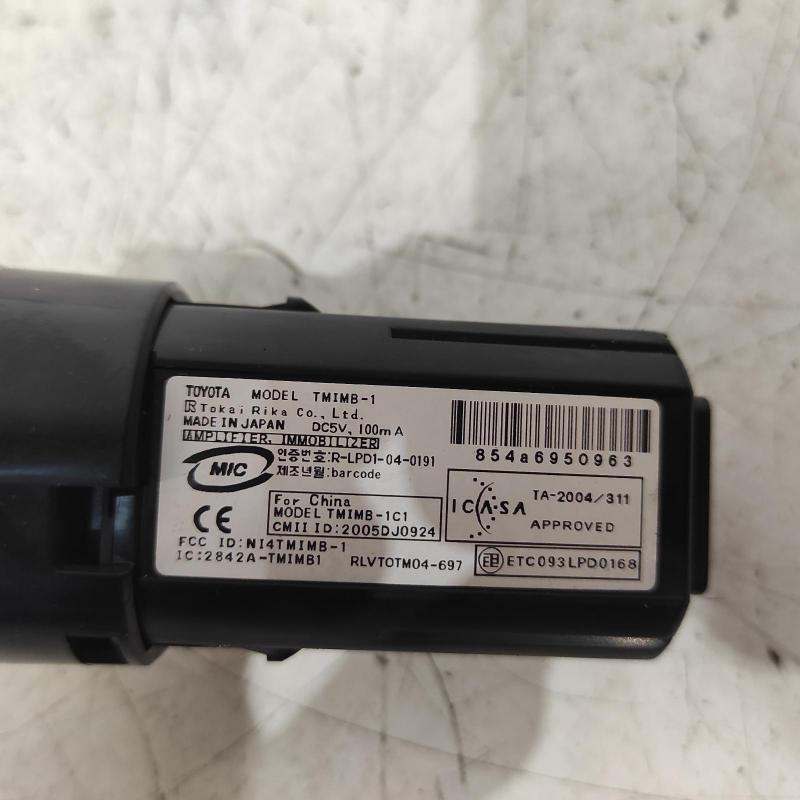 TOYOTA MODEL TMIMB-1
Tokai Rika Co., Ltd.
MADE IN JAPAN DC5V, 100mA
AMPLIFIER, IMMOBILIZER
MIC
인증번호:R-LPD1-04-0191
제조년월:barcode
854a6950963
For China
MODEL TMIMB-1C1
CMII ID:2005DJ0924
CE
ICASA
TA-2004/311
APPROVED
FCC ID:NI4TMIMB-1
IC:2842A-TMIMB1 RLVTOTM04-697
ETC093LPD0168